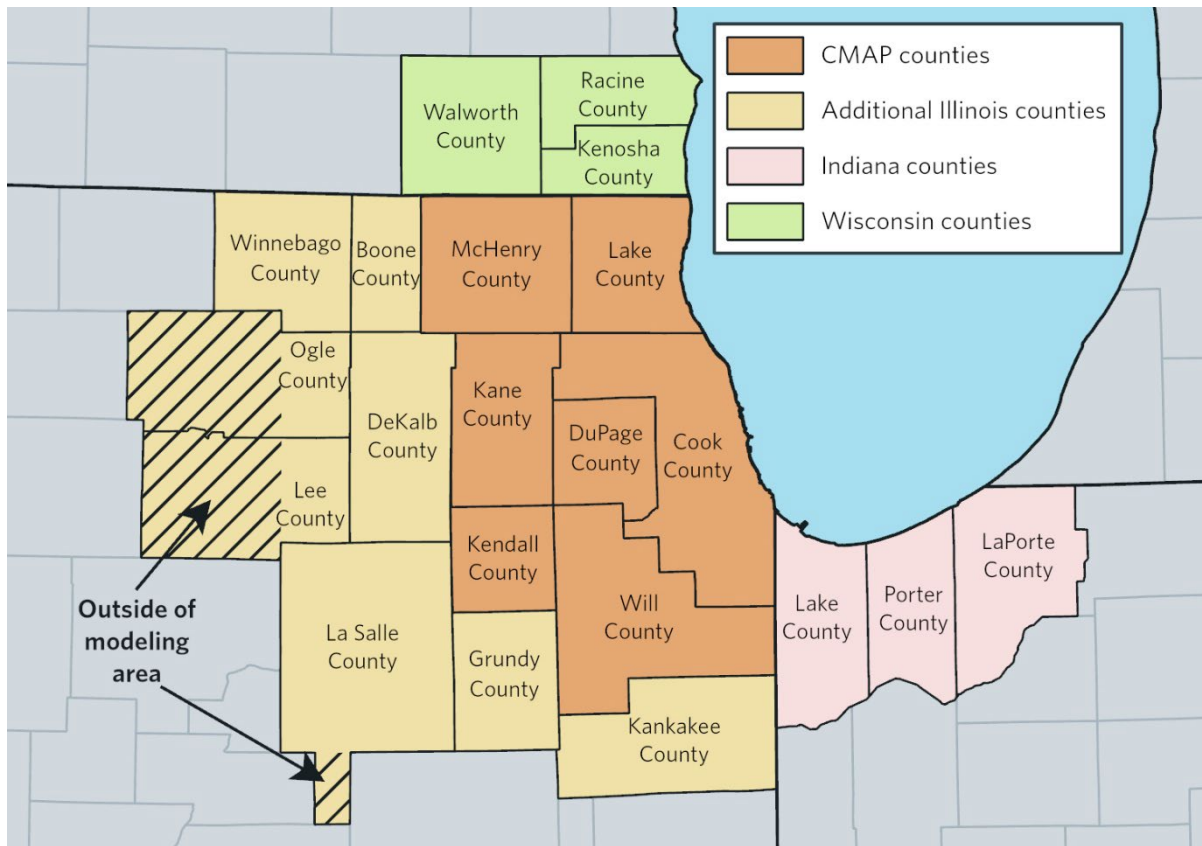 CMAP counties
Additional Illinois counties
Indiana counties
Wisconsin counties
Walworth
County
Racine
County
Kenosha
County
Winnebago
County
Boone
County
McHenry
County
Lake
County
Ogle
County
DeKalb
County
Kane
County
DuPage
County
Cook
County
Lee
County
Kendall
County
LaPorte
County
Porter
County
Lake
County
Will
County
Outside of
modeling
area
La Salle
County
Grundy
County
Kankakee
County